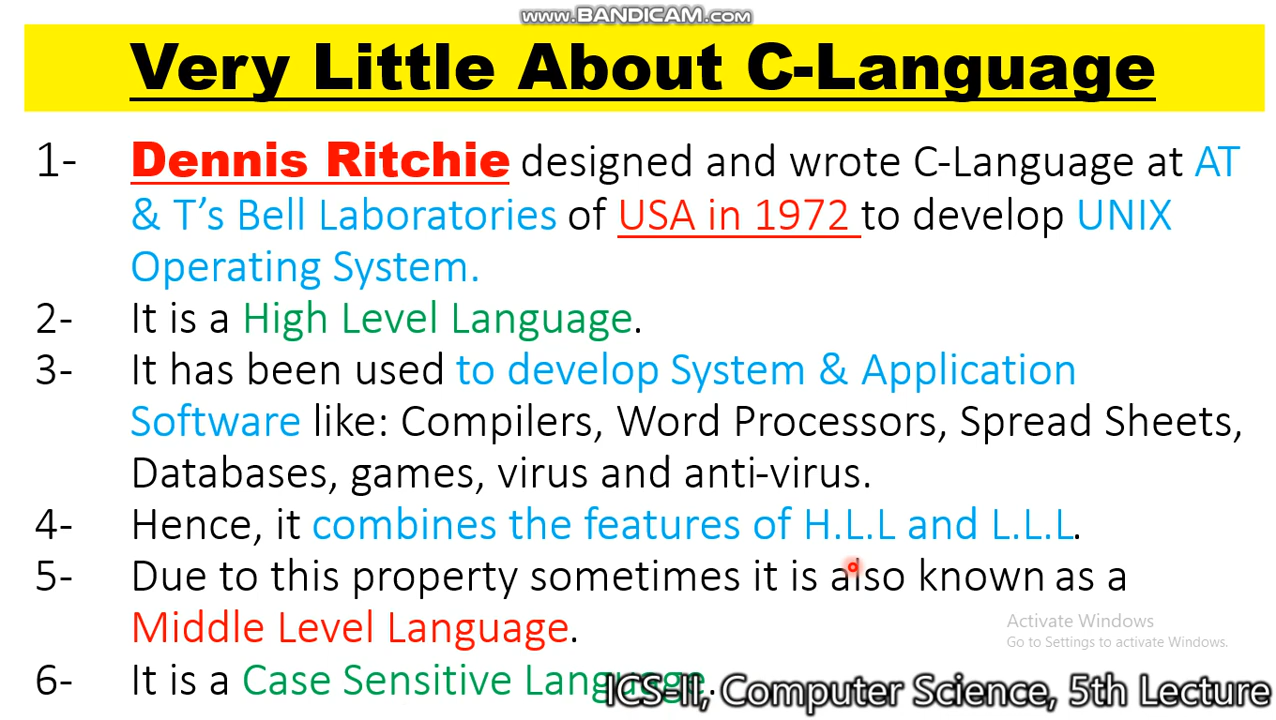 www.BANDICAM.com
Very Little About C-Language
1- Dennis Ritchie designed and wrote C-Language at AT
& T's Bell Laboratories of USA in 1972 to develop UNIX
Operating System.
2- It is a High Level Language.
3- It has been used to develop System & Application
Software like: Compilers, Word Processors, Spread Sheets,
Databases, games, virus and anti-virus.
4- Hence, it combines the features of H.L.L and L.L.L.
5- Due to this property sometimes it is also known as a
Middle Level Language.
Activate Windows
Go to Settings to activate Windows.
6- It is a Case Sensitive Language.
ICS-II, Computer Science, 5th Lecture